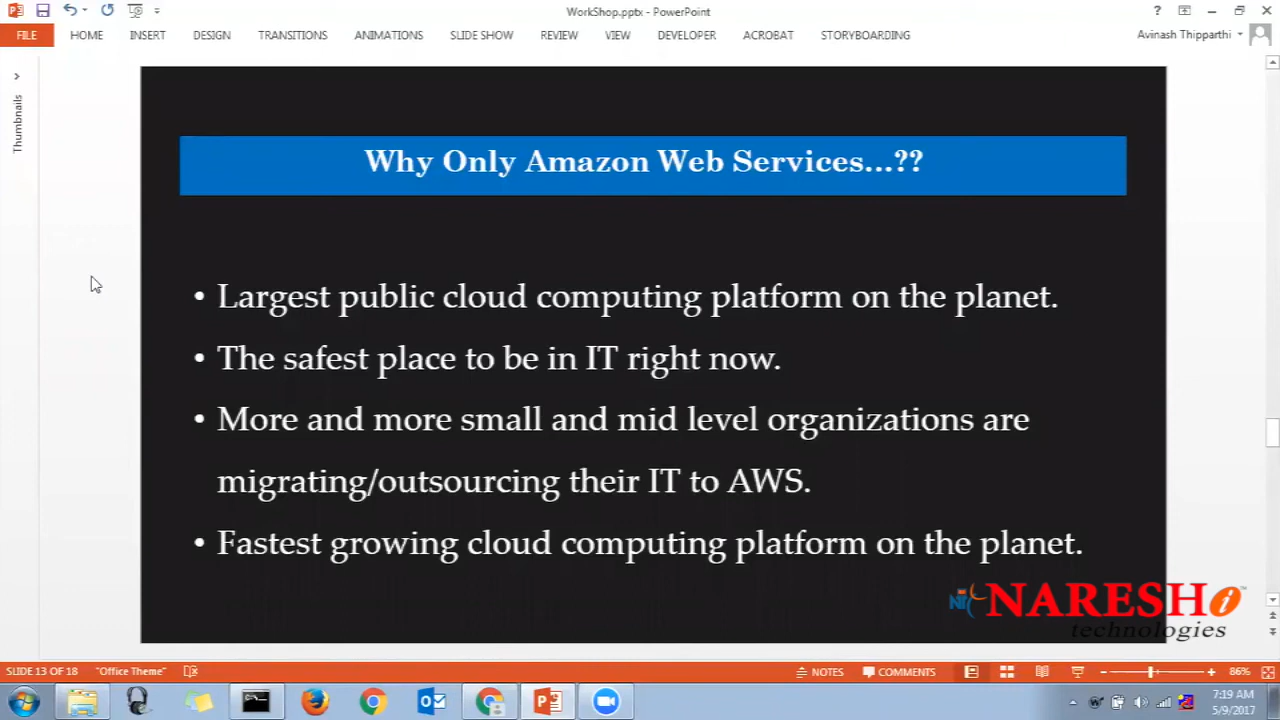 WorkShop.pptx - PowerPoint
?
FILE HOME INSERT DESIGN TRANSITIONS ANIMATIONS SLIDE SHOW REVIEW VIEW DEVELOPER ACROBAT STORYBOARDING Avinash Thipparthi
Thumbnails
Why Only Amazon Web Services...??
• Largest public cloud computing platform on the planet.
• The safest place to be in IT right now.
• More and more small and mid level organizations are
migrating/outsourcing their IT to AWS.
• Fastest growing cloud computing platform on the planet.
NARESH i
technologies
SLIDE 13 OF 18 "Office Theme" NOTES COMMENTS 86%
7:19 AM
5/9/2017